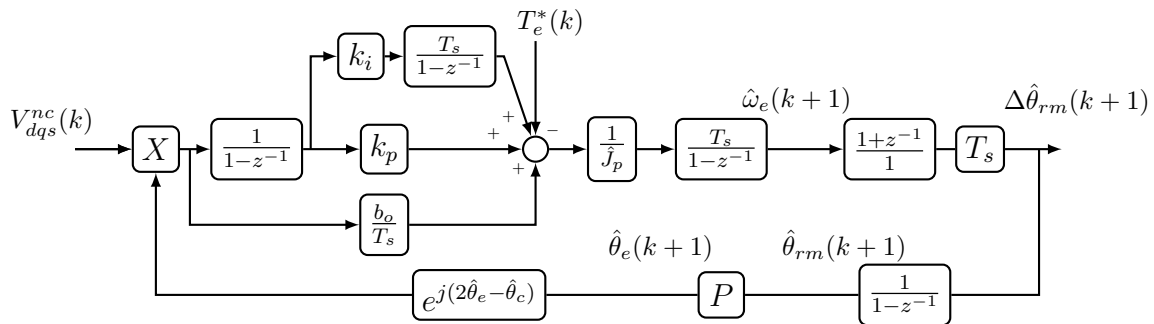 T_e^*(k)
k_i
\frac{T_s}{1-z^{-1}}
V_{dqs}^{nc}(k)
\hat{\omega}_e(k+1)
\Delta\hat{\theta}_{rm}(k+1)
X
\frac{1}{1-z^{-1}}
k_p
+ + − +
\frac{1}{\hat{J}_p}
\frac{T_s}{1-z^{-1}}
\frac{1+z^{-1}}{1}
T_s
\frac{b_o}{T_s}
\hat{\theta}_e(k+1)
\hat{\theta}_{rm}(k+1)
e^{j(2\hat{\theta}_e-\hat{\theta}_c)}
P
\frac{1}{1-z^{-1}}